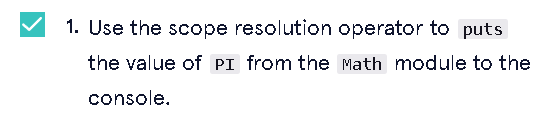 1. Use the scope resolution operator to puts
the value of PI from the Math module to the
console.